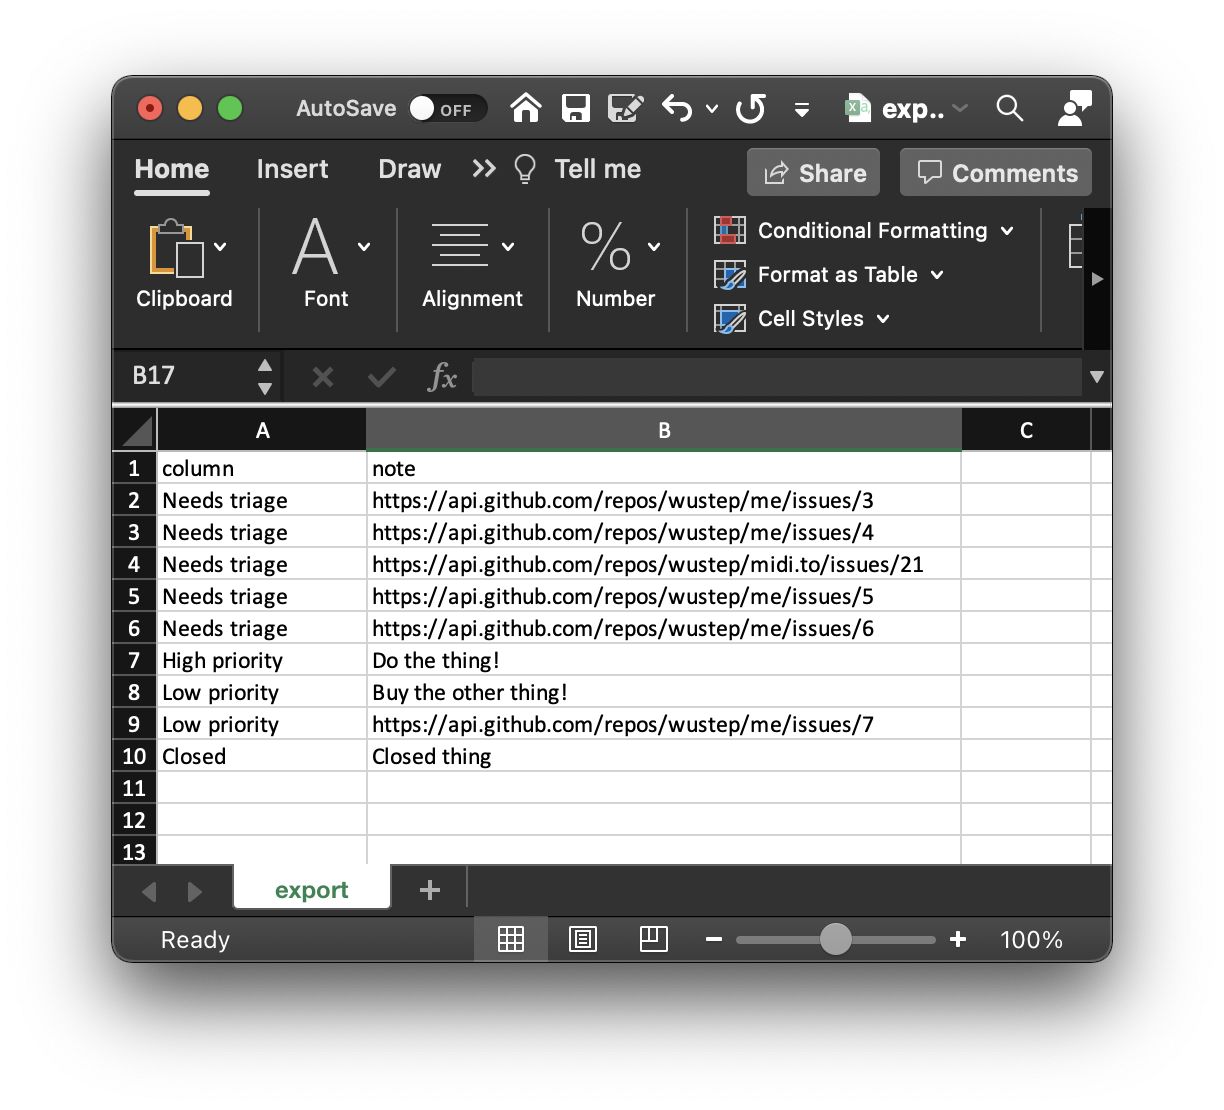 AutoSave OFF exp..
Home Insert Draw >> Tell me Share Comments
Clipboard Font Alignment Number
Conditional Formatting
Format as Table
Cell Styles
B17 fx
A B C
1 column note
2 Needs triage https://api.github.com/repos/wustep/me/issues/3
3 Needs triage https://api.github.com/repos/wustep/me/issues/4
4 Needs triage https://api.github.com/repos/wustep/midi.to/issues/21
5 Needs triage https://api.github.com/repos/wustep/me/issues/5
6 Needs triage https://api.github.com/repos/wustep/me/issues/6
7 High priority Do the thing!
8 Low priority Buy the other thing!
9 Low priority https://api.github.com/repos/wustep/me/issues/7
10 Closed Closed thing
11
12
13
export +
Ready − + 100%